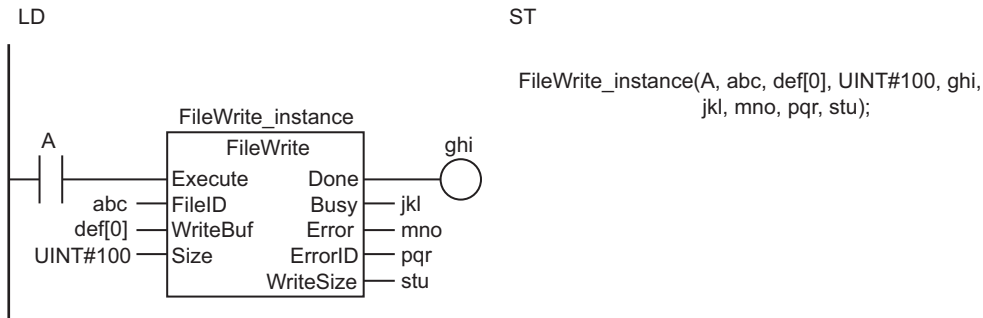 LD
ST
FileWrite_instance(A, abc, def[0], UINT#100, ghi,
jkl, mno, pqr, stu);
FileWrite_instance
A
FileWrite
ghi
Execute Done
abc FileID Busy jkl
def[0] WriteBuf Error mno
UINT#100 Size ErrorID pqr
WriteSize stu